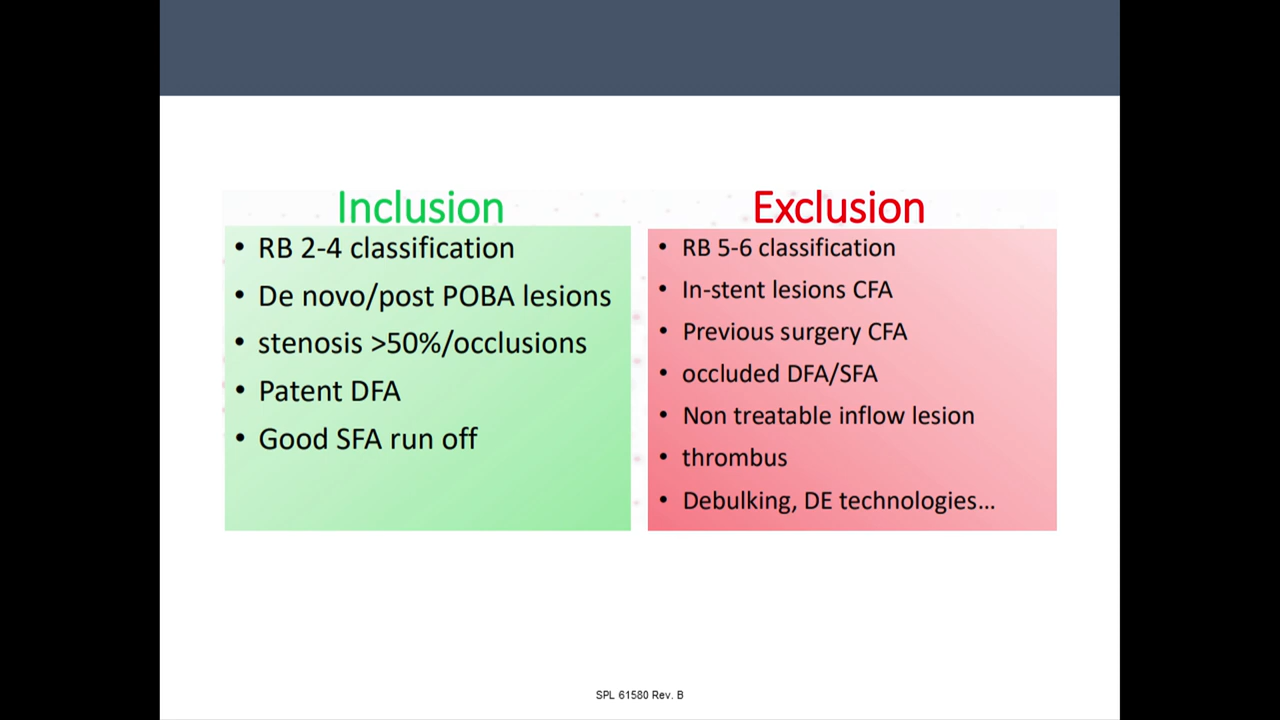 Inclusion
• RB 2-4 classification
• De novo/post POBA lesions
• stenosis >50%/occlusions
• Patent DFA
• Good SFA run off
Exclusion
• RB 5-6 classification
• In-stent lesions CFA
• Previous surgery CFA
• occluded DFA/SFA
• Non treatable inflow lesion
• thrombus
• Debulking, DE technologies...
SPL 61580 Rev. B